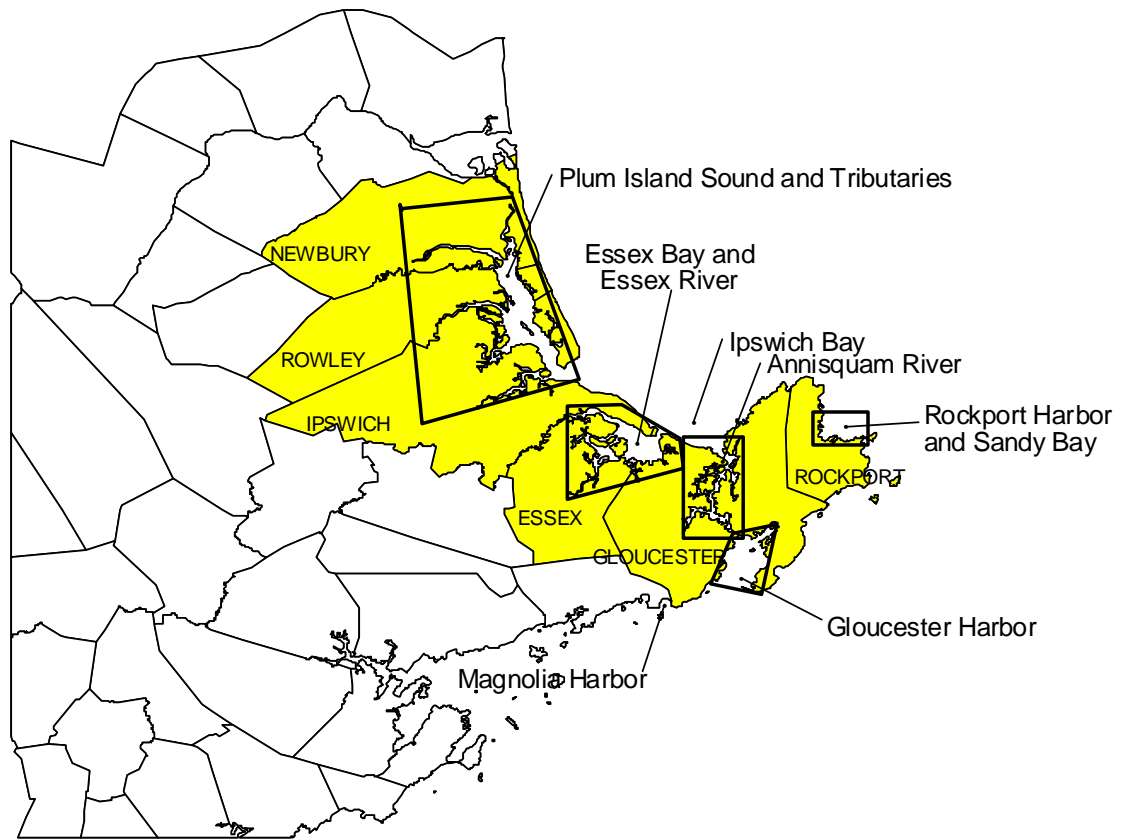 Plum Island Sound and Tributaries
NEWBURY
Essex Bay and
Essex River
Ipswich Bay
Annisquam River
ROWLEY
IPSWICH
Rockport Harbor
and Sandy Bay
ROCKPORT
ESSEX
GLOUCESTER
Gloucester Harbor
Magnolia Harbor